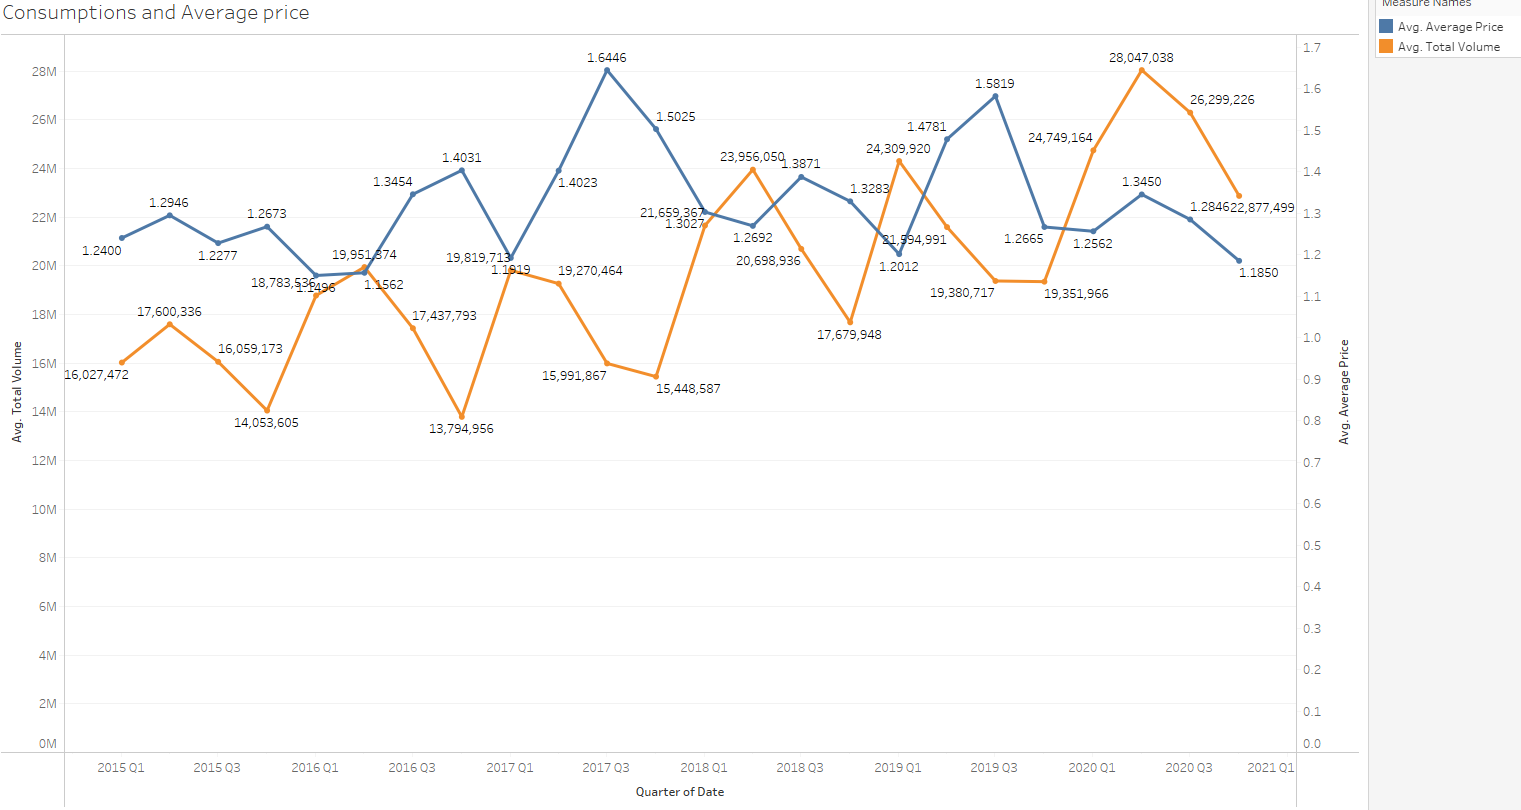 Consumptions and Average price
Measure Names
Avg. Average Price
Avg. Total Volume
Avg. Total Volume
28M
26M
24M
22M
20M
18M
16M
14M
12M
10M
8M
6M
4M
2M
0M
1.2400
1.2946
1.2277
1.2673
1.1496
1.1562
1.3454
1.4031
1.1919
1.4023
1.6446
1.5025
1.3027
1.2692
1.3871
1.3283
1.2012
1.4781
1.5819
1.2665
1.2562
1.3450
1.2846
1.1850
16,027,472
17,600,336
16,059,173
14,053,605
18,783,536
19,951,374
17,437,793
13,794,956
19,819,713
19,270,464
15,991,867
15,448,587
21,659,367
23,956,050
20,698,936
17,679,948
24,309,920
21,594,991
19,380,717
19,351,966
24,749,164
28,047,038
26,299,226
22,877,499
1.7
1.6
1.5
1.4
1.3
1.2
1.1
1.0
0.9
0.8
0.7
0.6
0.5
0.4
0.3
0.2
0.1
0.0
Avg. Average Price
2015 Q1
2015 Q3
2016 Q1
2016 Q3
2017 Q1
2017 Q3
2018 Q1
2018 Q3
2019 Q1
2019 Q3
2020 Q1
2020 Q3
2021 Q1
Quarter of Date